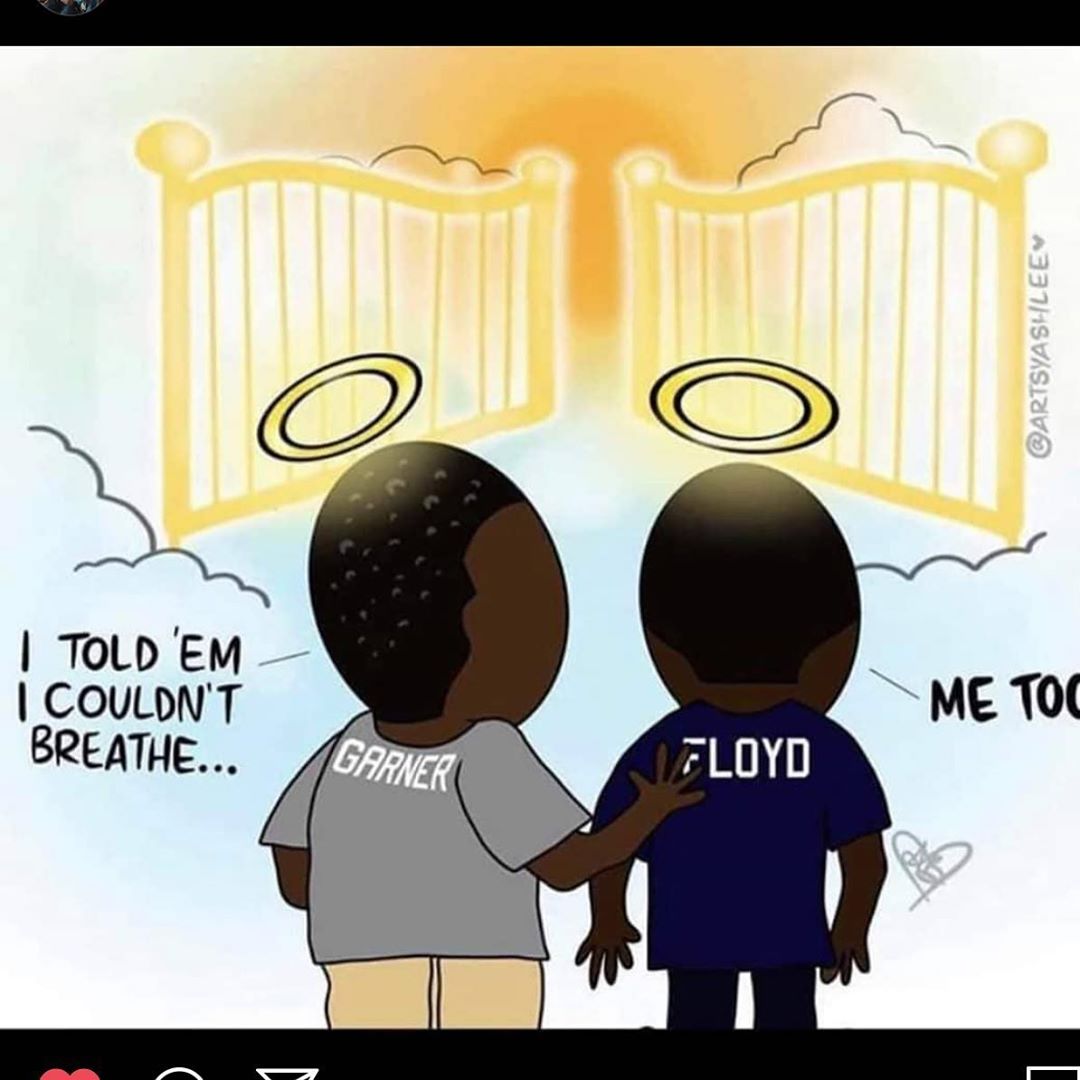 @ARTSYASHLEE♥
I TOLD 'EM
I COULDN'T
BREATHE...
ME TOO
GARNER
FLOYD